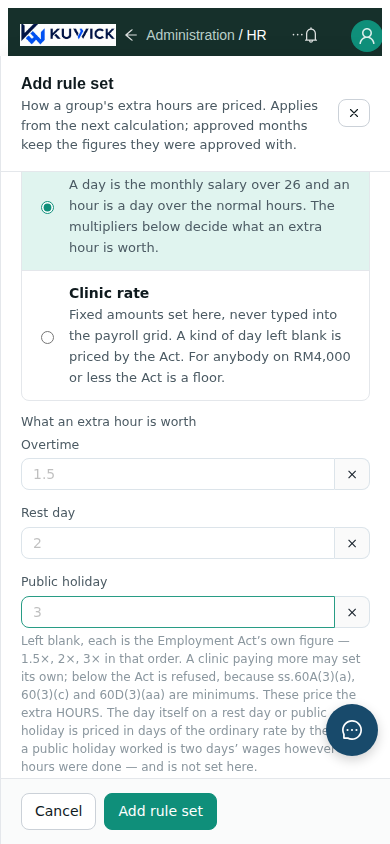 KUWICK
Administration / HR
Add rule set
How a group's extra hours are priced. Applies
from the next calculation; approved months
keep the figures they were approved with.
A day is the monthly salary over 26 and an
hour is a day over the normal hours. The
multipliers below decide what an extra
hour is worth.
Clinic rate
Fixed amounts set here, never typed into
the payroll grid. A kind of day left blank is
priced by the Act. For anybody on RM4,000
or less the Act is a floor.
What an extra hour is worth
Overtime
1.5 ×
Rest day
2 ×
Public holiday
3 ×
Left blank, each is the Employment Act’s own figure —
1.5×, 2×, 3× in that order. A clinic paying more may set
its own; below the Act is refused, because ss.60A(3)(a),
60(3)(c) and 60D(3)(aa) are minimums. These price the
extra HOURS. The day itself on a rest day or public
holiday is priced in days of the ordinary rate by the
a public holiday worked is two days’ wages however
hours were done — and is not set here.
Cancel
Add rule set